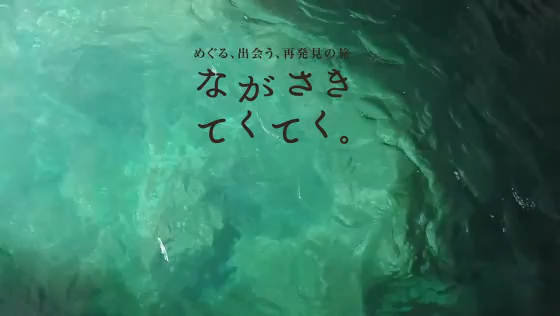 めぐる、出会う、再発見の旅
ながさき
てくてく。